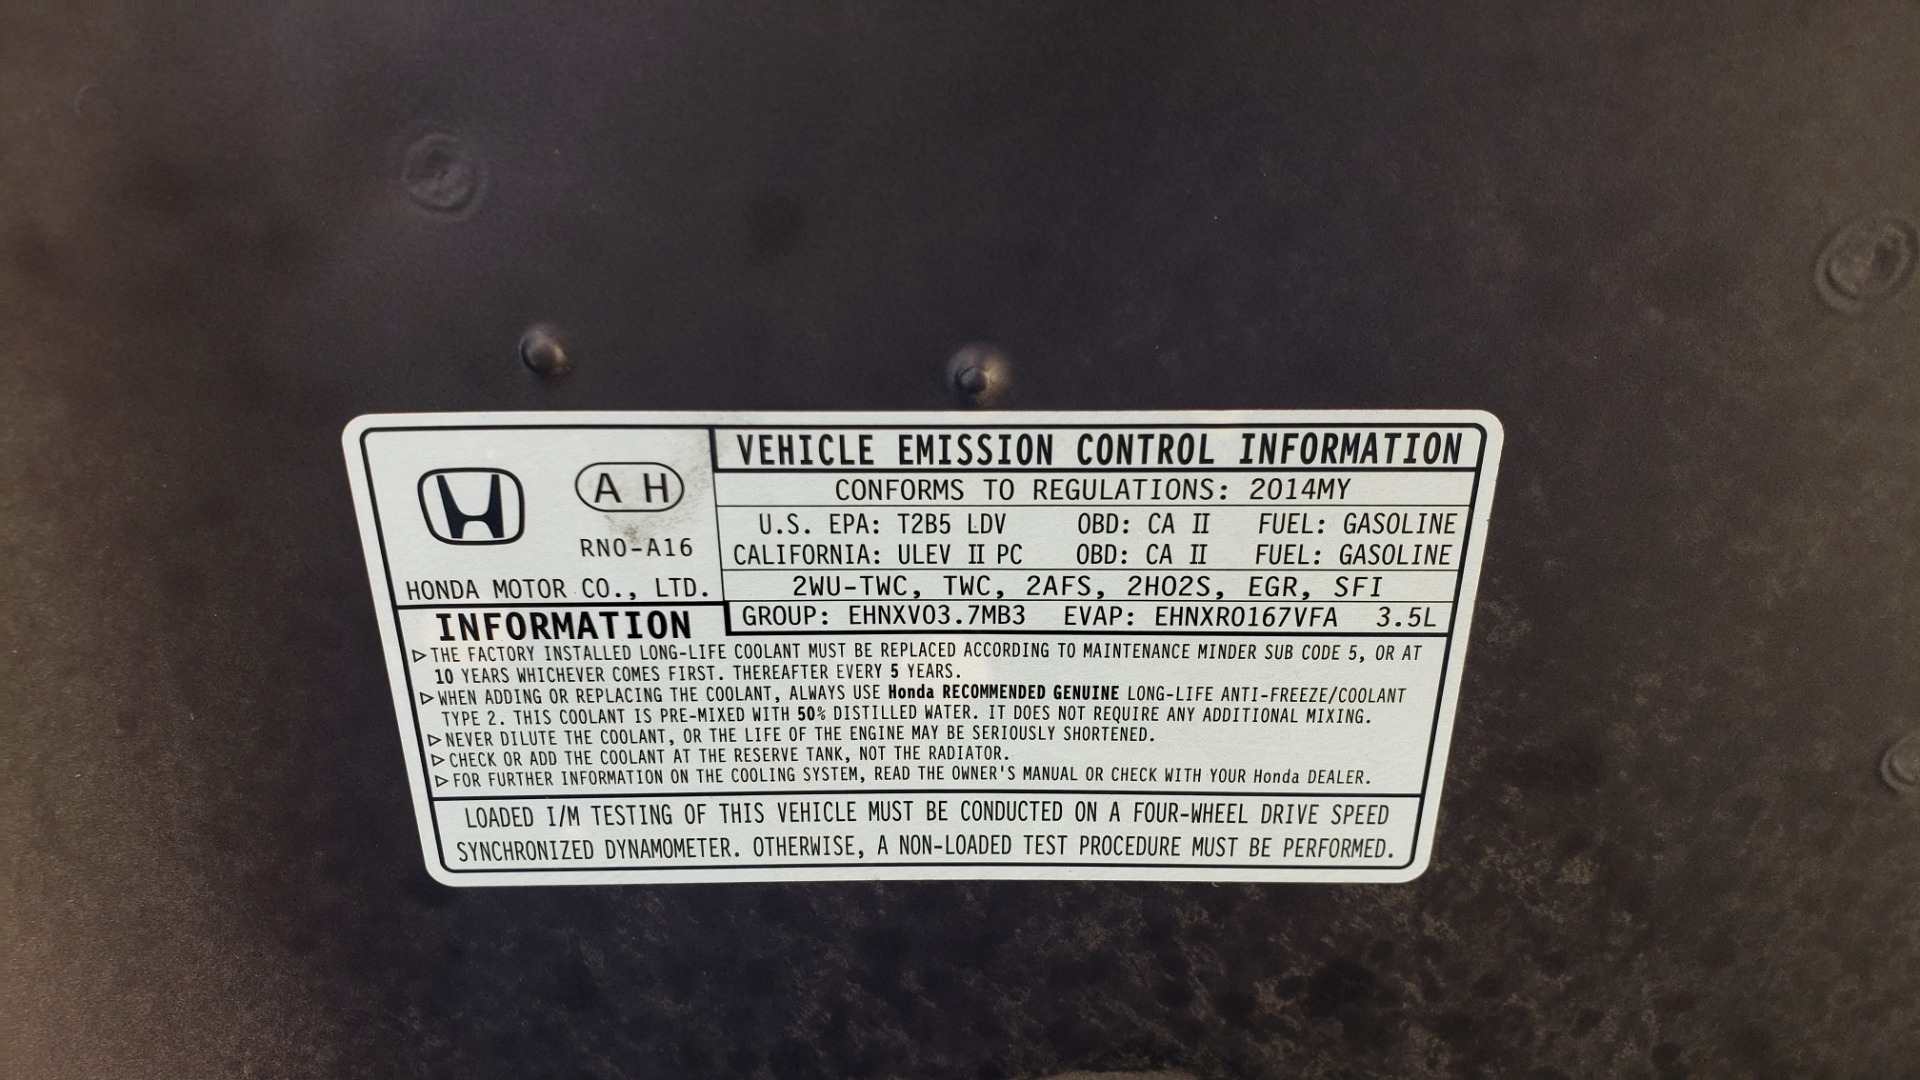 A H
RN0-A16
HONDA MOTOR CO., LTD.
VEHICLE EMISSION CONTROL INFORMATION
CONFORMS TO REGULATIONS: 2014MY
U.S. EPA: T2B5 LDV OBD: CA II FUEL: GASOLINE
CALIFORNIA: ULEV II PC OBD: CA II FUEL: GASOLINE
2WU-TWC, TWC, 2AFS, 2HO2S, EGR, SFI
GROUP: EHNXV03.7MB3 EVAP: EHNXR0167VFA 3.5L
INFORMATION
▷THE FACTORY INSTALLED LONG-LIFE COOLANT MUST BE REPLACED ACCORDING TO MAINTENANCE MINDER SUB CODE 5, OR AT
10 YEARS WHICHEVER COMES FIRST. THEREAFTER EVERY 5 YEARS.
▷WHEN ADDING OR REPLACING THE COOLANT, ALWAYS USE Honda RECOMMENDED GENUINE LONG-LIFE ANTI-FREEZE/COOLANT
TYPE 2. THIS COOLANT IS PRE-MIXED WITH 50% DISTILLED WATER. IT DOES NOT REQUIRE ANY ADDITIONAL MIXING.
▷NEVER DILUTE THE COOLANT, OR THE LIFE OF THE ENGINE MAY BE SERIOUSLY SHORTENED.
▷CHECK OR ADD THE COOLANT AT THE RESERVE TANK, NOT THE RADIATOR.
▷FOR FURTHER INFORMATION ON THE COOLING SYSTEM, READ THE OWNER'S MANUAL OR CHECK WITH YOUR Honda DEALER.
LOADED I/M TESTING OF THIS VEHICLE MUST BE CONDUCTED ON A FOUR-WHEEL DRIVE SPEED
SYNCHRONIZED DYNAMOMETER. OTHERWISE, A NON-LOADED TEST PROCEDURE MUST BE PERFORMED.